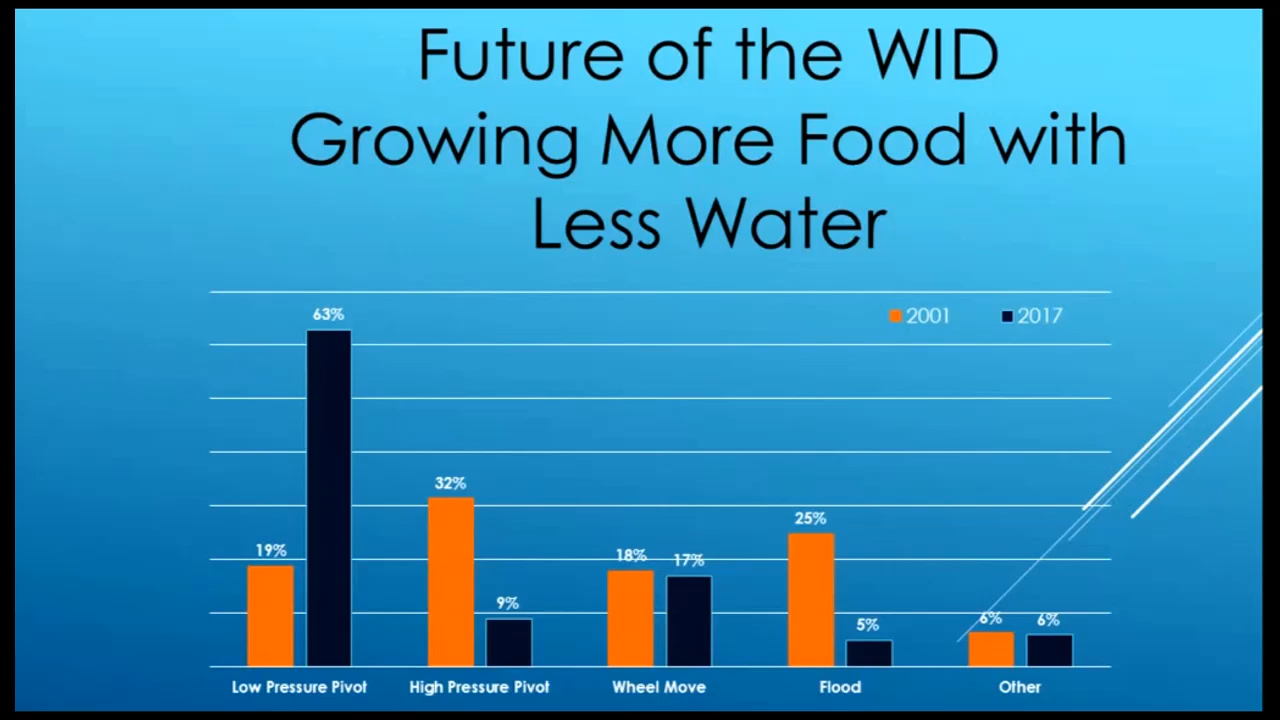 Future of the WID
Growing More Food with
Less Water
2001 2017
63%
32%
25%
19%
18% 17%
9%
5%
6% 6%
Low Pressure Pivot High Pressure Pivot Wheel Move Flood Other